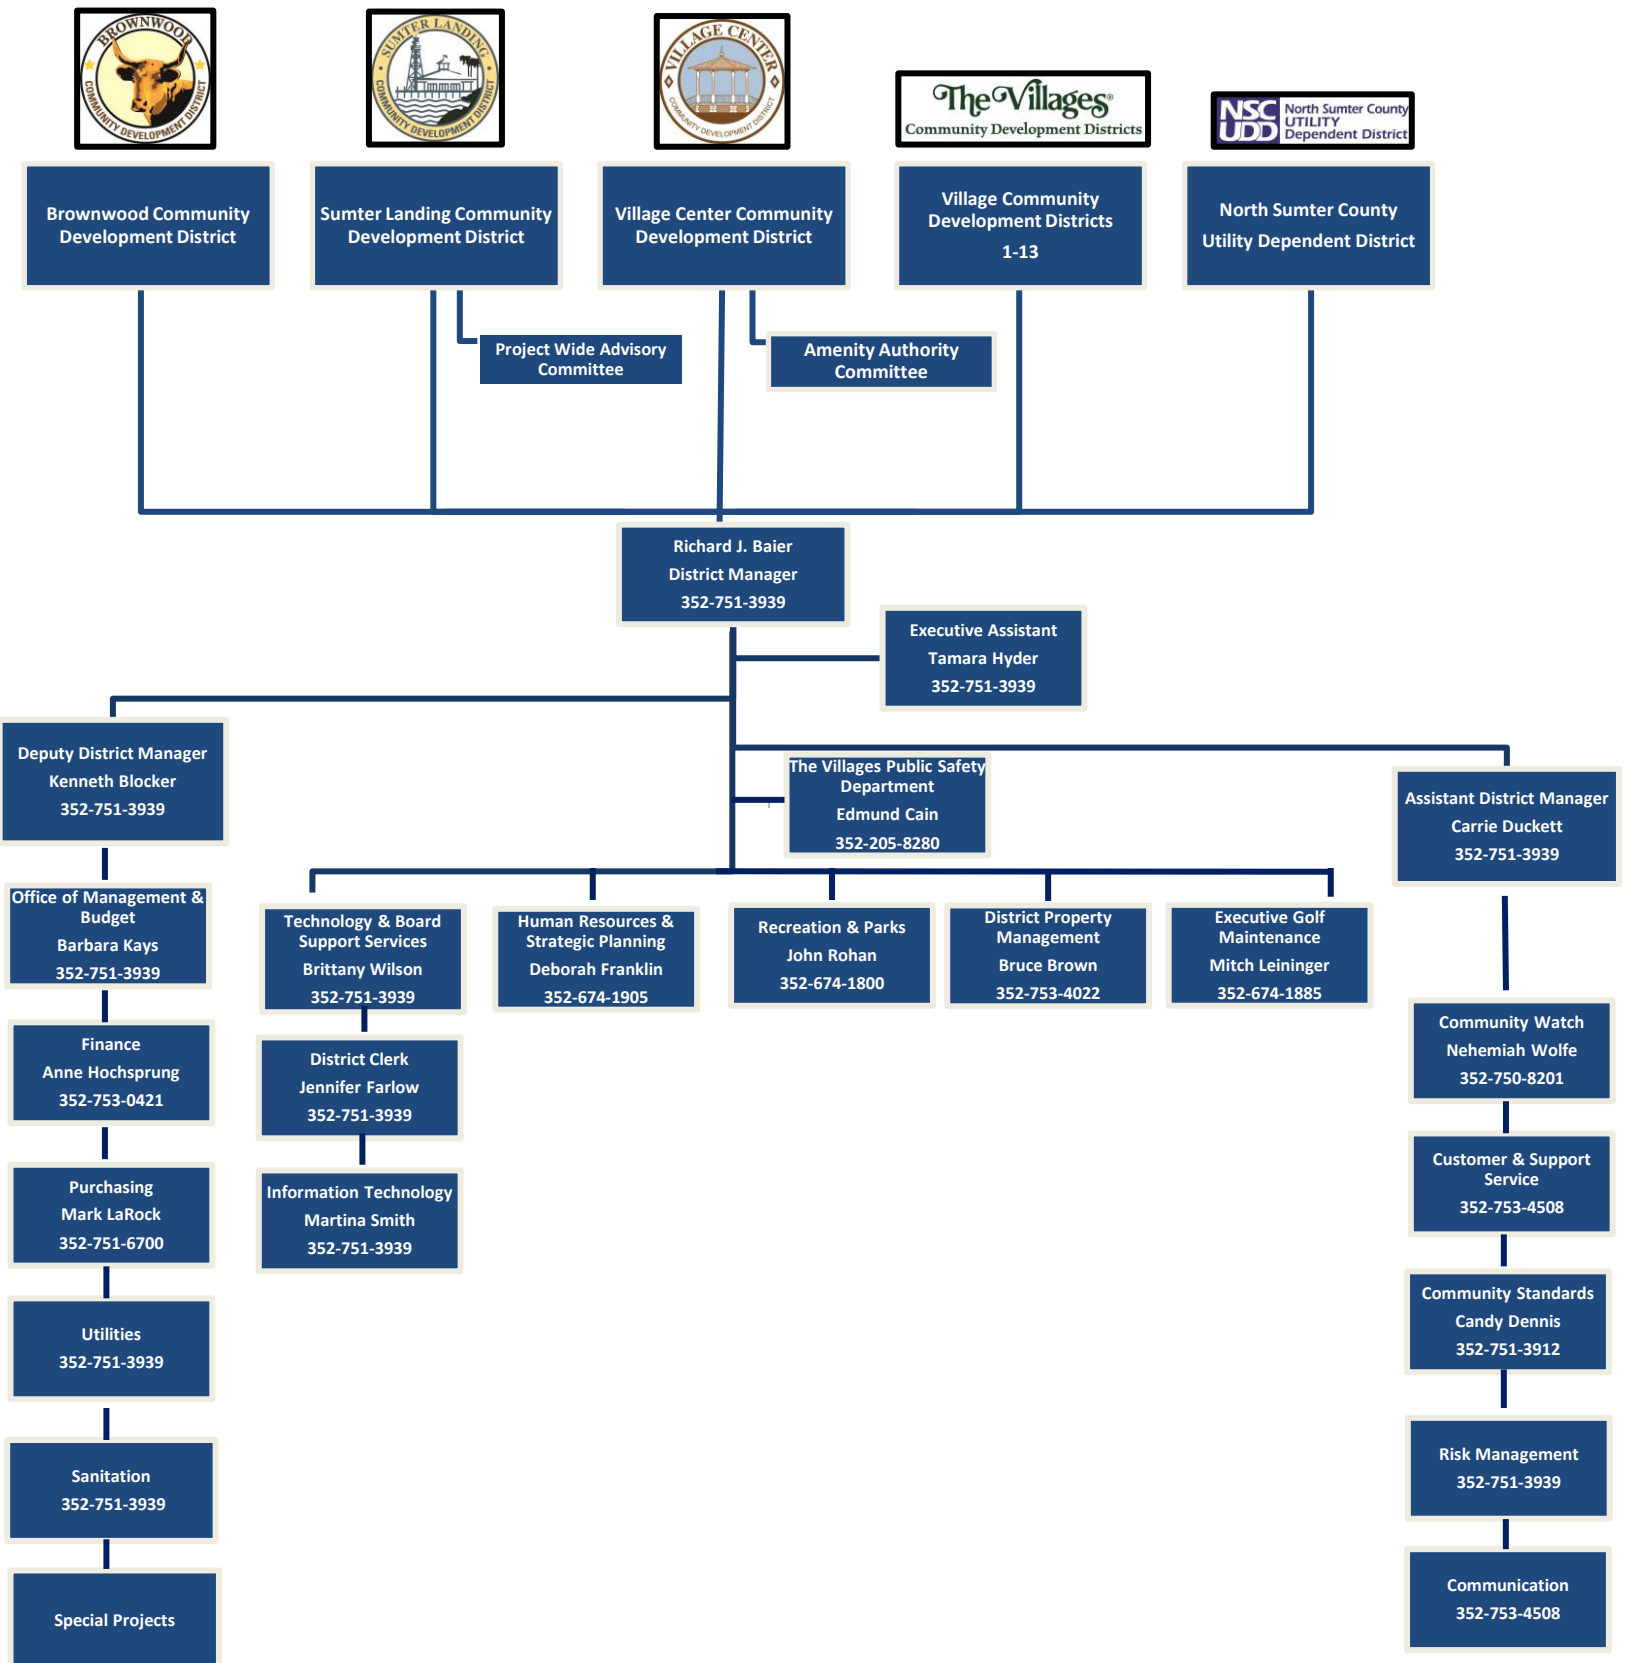 BROWNWOOD
COMMUNITY DEVELOPMENT DISTRICT
SUMTER LANDING
COMMUNITY DEVELOPMENT DISTRICT
VILLAGE CENTER
COMMUNITY DEVELOPMENT DISTRICT
The Villages®
Community Development Districts
NSC
UDD
North Sumter County
UTILITY
Dependent District
Brownwood Community
Development District
Sumter Landing Community
Development District
Village Center Community
Development District
Village Community
Development Districts
1-13
North Sumter County
Utility Dependent District
Project Wide Advisory
Committee
Amenity Authority
Committee
Richard J. Baier
District Manager
352-751-3939
Executive Assistant
Tamara Hyder
352-751-3939
Deputy District Manager
Kenneth Blocker
352-751-3939
The Villages Public Safety
Department
Edmund Cain
352-205-8280
Assistant District Manager
Carrie Duckett
352-751-3939
Office of Management &
Budget
Barbara Kays
352-751-3939
Technology & Board
Support Services
Brittany Wilson
352-751-3939
Human Resources &
Strategic Planning
Deborah Franklin
352-674-1905
Recreation & Parks
John Rohan
352-674-1800
District Property
Management
Bruce Brown
352-753-4022
Executive Golf
Maintenance
Mitch Leininger
352-674-1885
Finance
Anne Hochsprung
352-753-0421
District Clerk
Jennifer Farlow
352-751-3939
Community Watch
Nehemiah Wolfe
352-750-8201
Purchasing
Mark LaRock
352-751-6700
Information Technology
Martina Smith
352-751-3939
Customer & Support
Service
352-753-4508
Utilities
352-751-3939
Community Standards
Candy Dennis
352-751-3912
Sanitation
352-751-3939
Risk Management
352-751-3939
Special Projects
Communication
352-753-4508